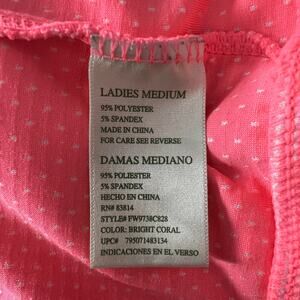 LADIES MEDIUM
95% POLYESTER
5% SPANDEX
MADE IN CHINA
FOR CARE SEE REVERSE
DAMAS MEDIANO
95% POLIESTER
5% SPANDEX
HECHO EN CHINA
RN# 83814
STYLE# FW9738C828
COLOR: BRIGHT CORAL
UPC# 795071483134
INDICACIONES EN EL VERSO